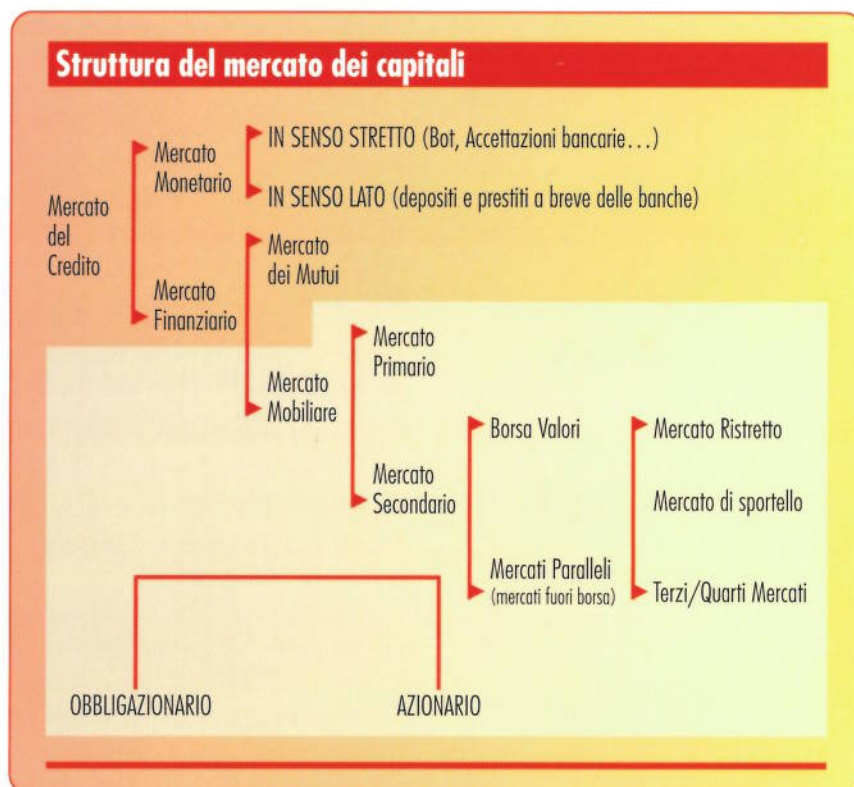 Struttura del mercato dei capitali
Mercato
del
Credito
Mercato
Monetario
IN SENSO STRETTO (Bot, Accettazioni bancarie...)
IN SENSO LATO (depositi e prestiti a breve delle banche)
Mercato
Finanziario
Mercato
dei Mutui
Mercato
Mobiliare
Mercato
Primario
Mercato
Secondario
Borsa Valori
Mercati Paralleli
(mercati fuori borsa)
Mercato Ristretto
Mercato di sportello
Terzi/Quarti Mercati
OBBLIGAZIONARIO
AZIONARIO